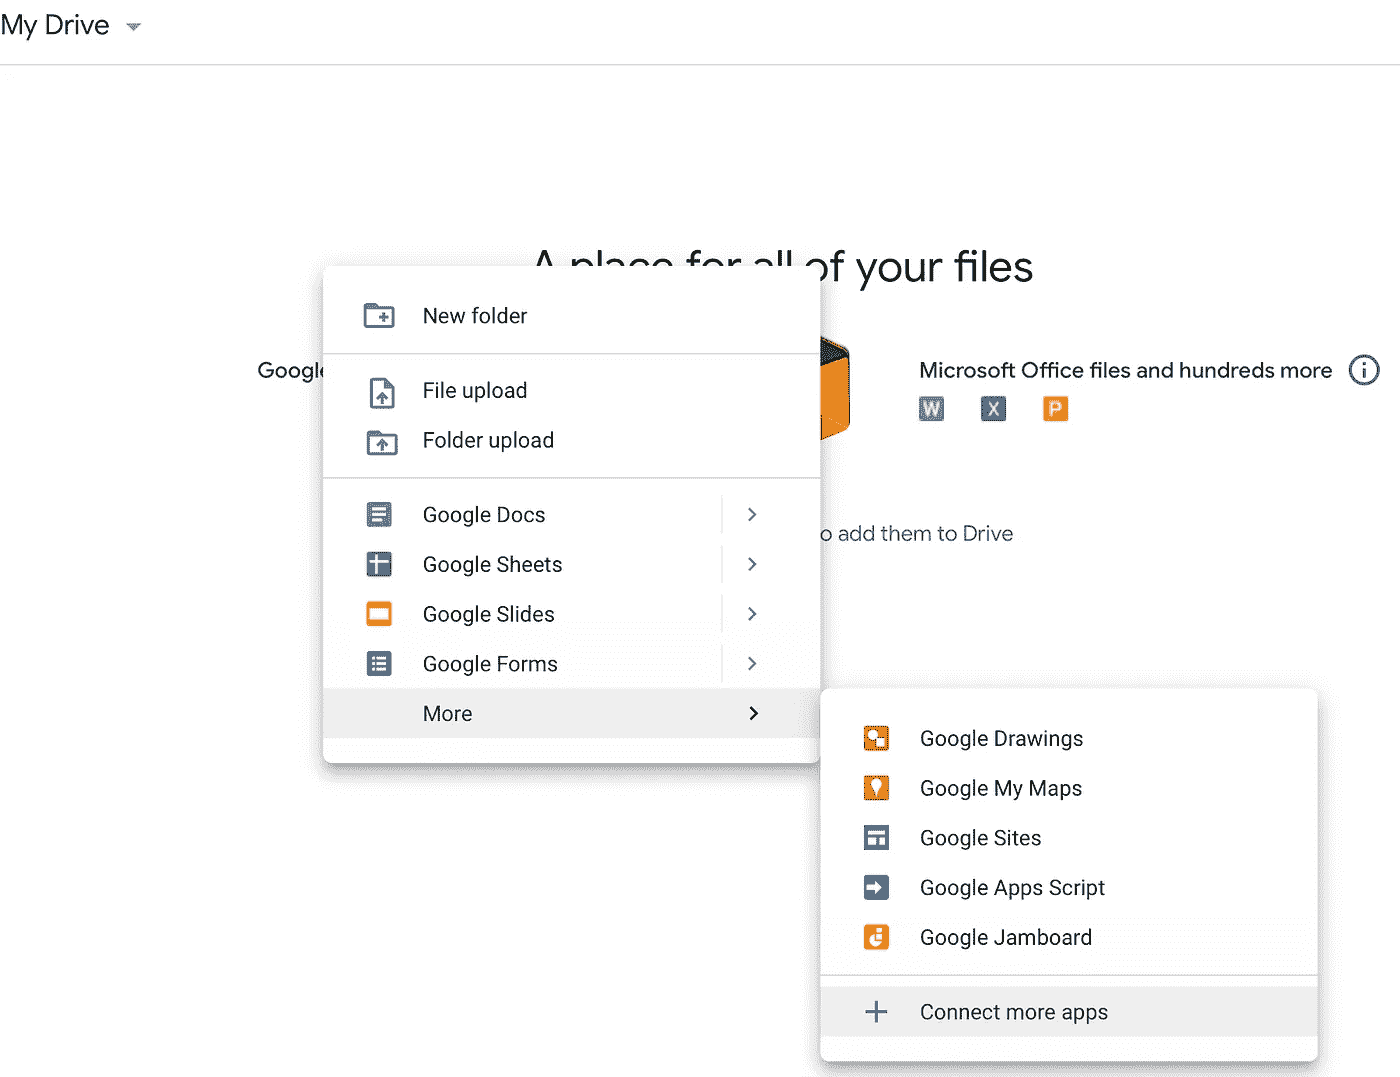 My Drive
A place for all of your files
New folder
Google
Microsoft Office files and hundreds more
W X P
File upload
Folder upload
Google Docs
o add them to Drive
Google Sheets
Google Slides
Google Forms
More
Google Drawings
Google My Maps
Google Sites
Google Apps Script
Google Jamboard
Connect more apps